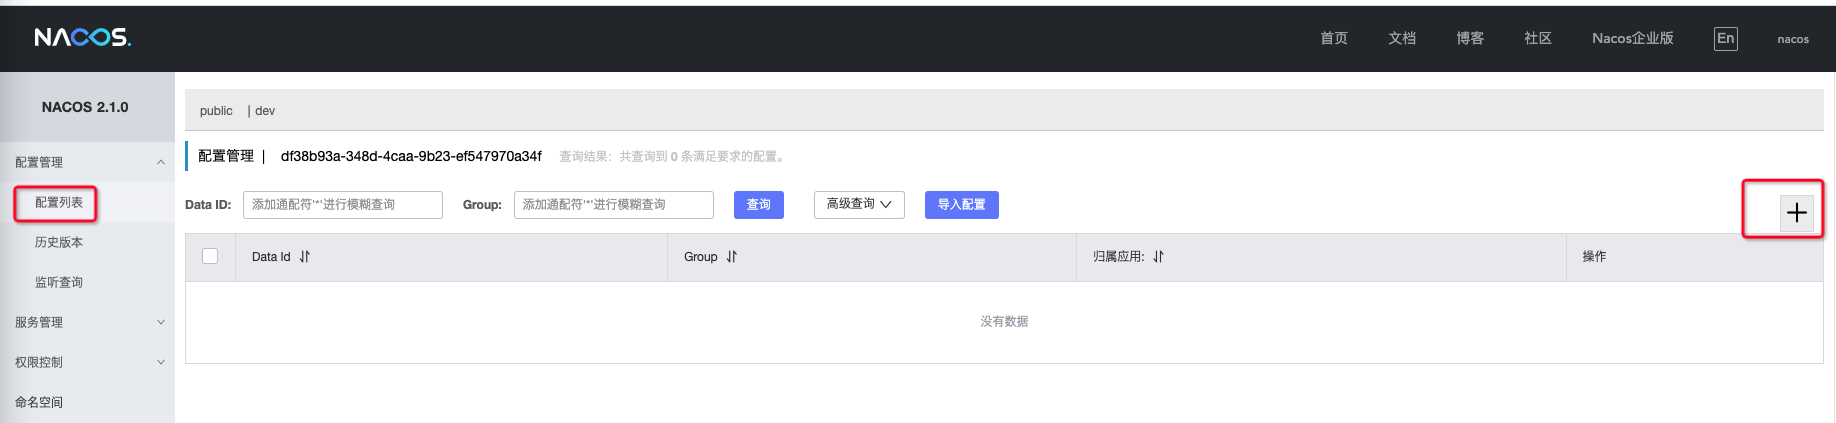 NACOS.
首页 文档 博客 社区 Nacos企业版 En nacos
NACOS 2.1.0
public | dev
配置管理
配置管理 | df38b93a-348d-4caa-9b23-ef547970a34f 查询结果：共查询到 0 条满足要求的配置。
配置列表
Data ID: 添加通配符'*'进行模糊查询 Group: 添加通配符'*'进行模糊查询 查询 高级查询 导入配置
历史版本
Data Id Group 归属应用: 操作
监听查询
没有数据
服务管理
权限控制
命名空间